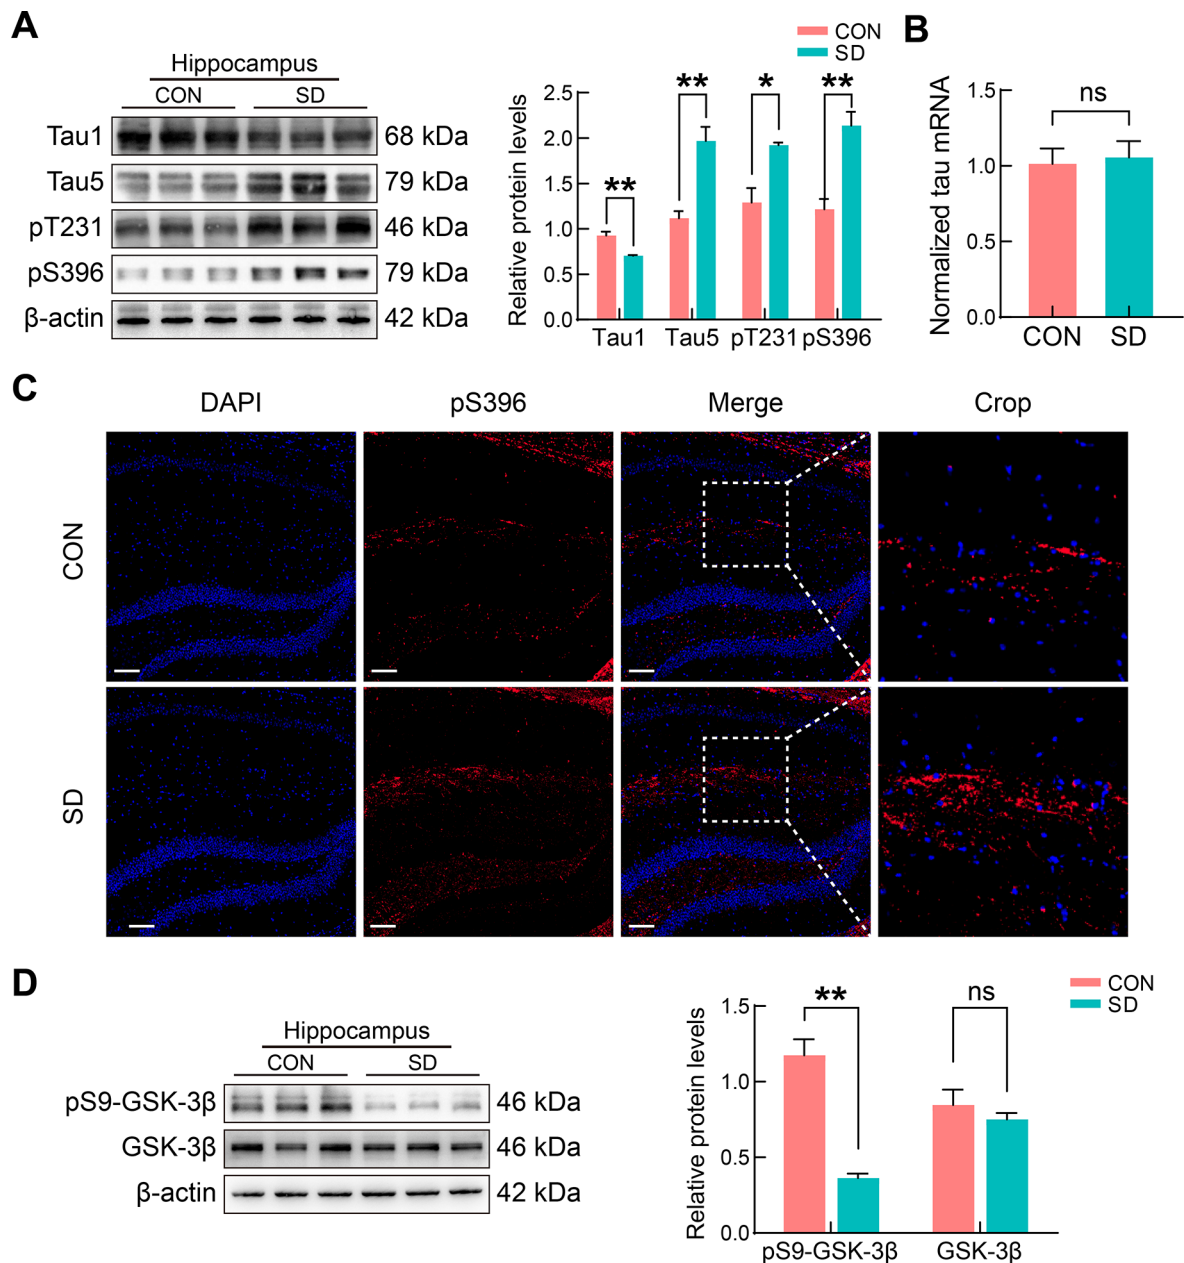 A
Hippocampus
CON SD
Tau1 68 kDa
Tau5 79 kDa
pT231 46 kDa
pS396 79 kDa
β-actin 42 kDa
CON
SD
Relative protein levels
2.5
2.0
1.5
1.0
0.5
0.0
** ** * **
Tau1 Tau5 pT231 pS396
B
Normalized tau mRNA
1.5
1.0
0.5
0.0
ns
CON SD
C
DAPI pS396 Merge Crop
CON
SD
D
Hippocampus
CON SD
pS9-GSK-3β 46 kDa
GSK-3β 46 kDa
β-actin 42 kDa
CON
SD
Relative protein levels
1.5
1.0
0.5
0.0
** ns
pS9-GSK-3β GSK-3β